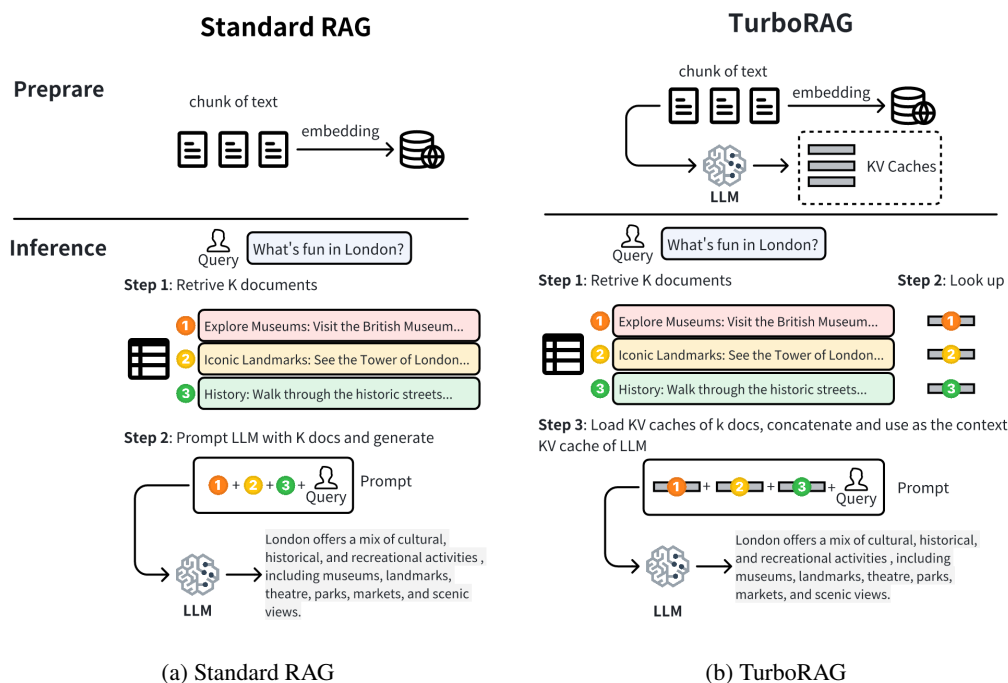 Standard RAG
Preprare
chunk of text
embedding
Inference
Query
What's fun in London?
Step 1: Retrive K documents
1 Explore Museums: Visit the British Museum...
2 Iconic Landmarks: See the Tower of London...
3 History: Walk through the historic streets...
Step 2: Prompt LLM with K docs and generate
1 + 2 + 3 + Query
Prompt
LLM
London offers a mix of cultural,
historical, and recreational activities ,
including museums, landmarks,
theatre, parks, markets, and scenic
views.
(a) Standard RAG
TurboRAG
chunk of text
embedding
LLM
KV Caches
Query
What's fun in London?
Step 1: Retrive K documents
Step 2: Look up
1 Explore Museums: Visit the British Museum...
1
2 Iconic Landmarks: See the Tower of London...
2
3 History: Walk through the historic streets...
3
Step 3: Load KV caches of k docs, concatenate and use as the context
KV cache of LLM
1 + 2 + 3 + Query
Prompt
LLM
London offers a mix of cultural, historical,
and recreational activities , including
museums, landmarks, theatre, parks,
markets, and scenic views.
(b) TurboRAG